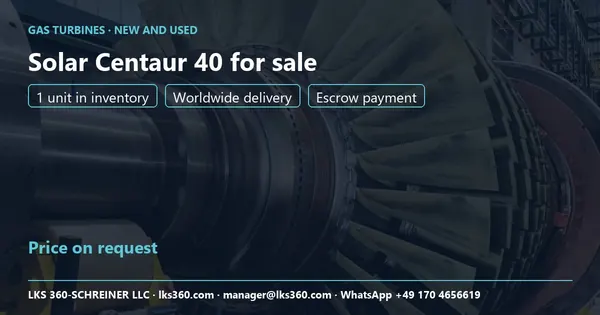 GAS TURBINES · NEW AND USED
Solar Centaur 40 for sale
1 unit in inventory
Worldwide delivery
Escrow payment
Price on request
LKS 360-SCHREINER LLC · lks360.com · manager@lks360.com · WhatsApp +49 170 4656619